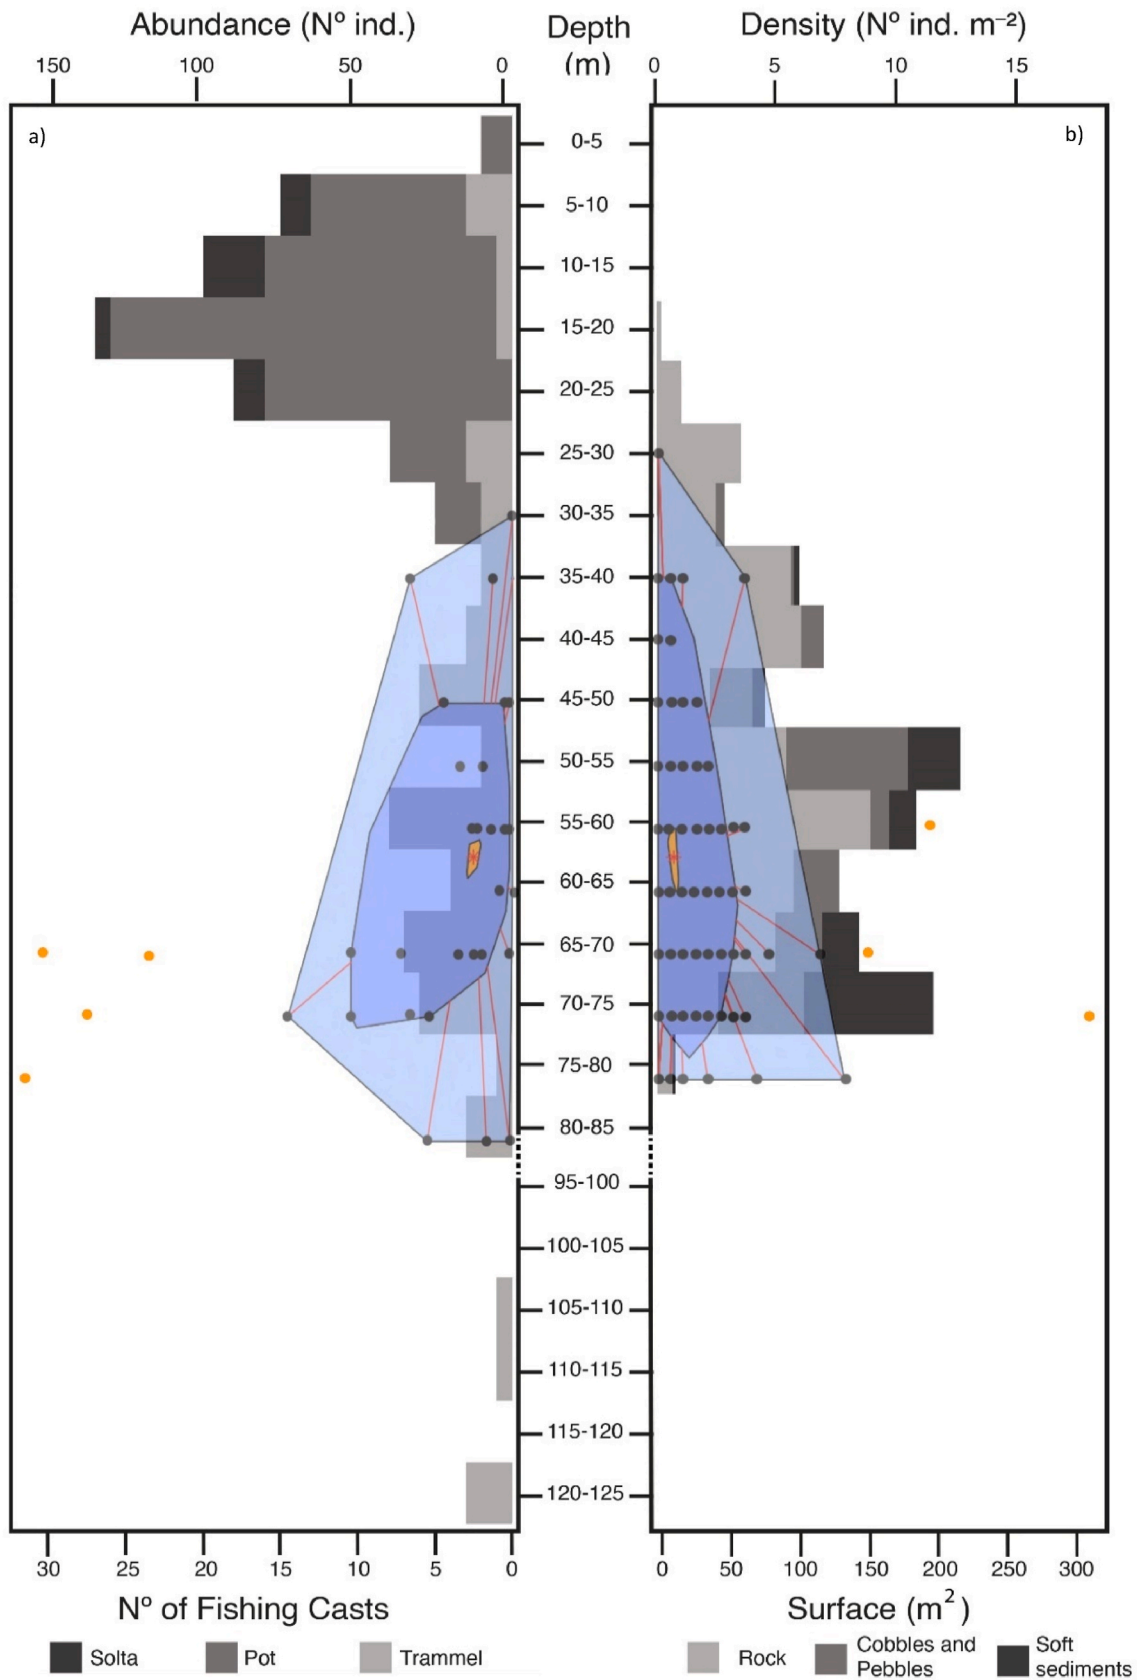 Abundance (Nº ind.)
Depth
(m)
Density (Nº ind. m⁻²)
150 100 50 0
0 5 10 15
a)
b)
0-5
5-10
10-15
15-20
20-25
25-30
30-35
35-40
40-45
45-50
50-55
55-60
60-65
65-70
70-75
75-80
80-85
95-100
100-105
105-110
110-115
115-120
120-125
30 25 20 15 10 5 0
0 50 100 150 200 250 300
Nº of Fishing Casts
Surface (m²)
Solta Pot Trammel
Rock
Cobbles and
Pebbles
Soft
sediments